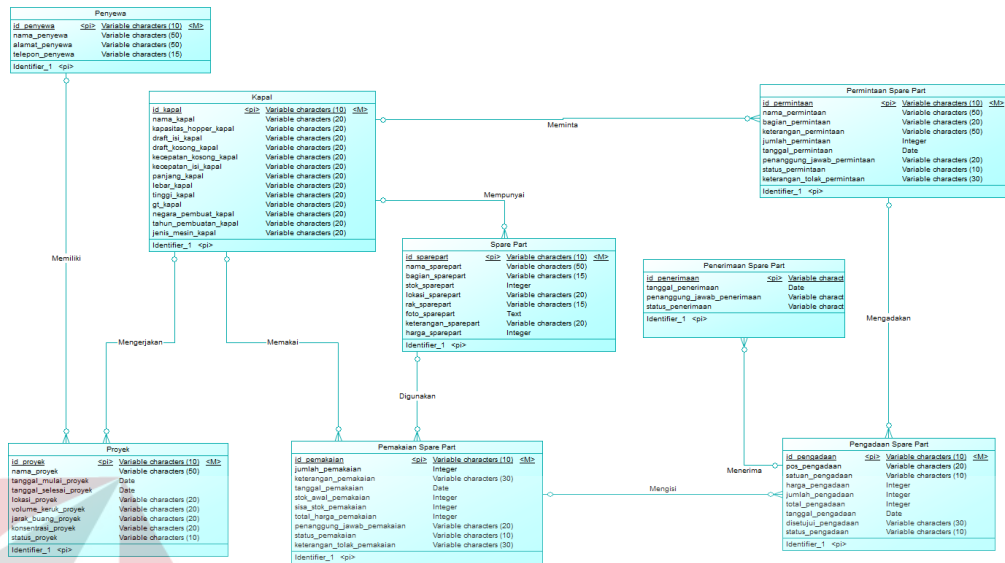 Penyewa
id_penyewa <pi> Variable characters (10) <M>
nama_penyewa Variable characters (50)
alamat_penyewa Variable characters (50)
telepon_penyewa Variable characters (15)
Identifier_1 <pi>
Kapal
id_kapal <pi> Variable characters (10) <M>
nama_kapal Variable characters (20)
kapasitas_hopper_kapal Variable characters (20)
draft_isi_kapal Variable characters (20)
draft_kosong_kapal Variable characters (20)
kecepatan_kosong_kapal Variable characters (20)
kecepatan_isi_kapal Variable characters (20)
panjang_kapal Variable characters (20)
lebar_kapal Variable characters (20)
tinggi_kapal Variable characters (20)
gt_kapal Variable characters (20)
negara_pembuat_kapal Variable characters (20)
tahun_pembuatan_kapal Variable characters (20)
jenis_mesin_kapal Variable characters (20)
Identifier_1 <pi>
Permintaan Spare Part
id_permintaan <pi> Variable characters (10) <M>
nama_permintaan Variable characters (50)
bagian_permintaan Variable characters (20)
keterangan_permintaan Variable characters (50)
jumlah_permintaan Integer
tanggal_permintaan Date
penanggung_jawab_permintaan Variable characters (20)
status_permintaan Variable characters (10)
keterangan_tolak_permintaan Variable characters (30)
Identifier_1 <pi>
Meminta
Mempunyai
Spare Part
id_sparepart <pi> Variable characters (10) <M>
nama_sparepart Variable characters (50)
bagian_sparepart Variable characters (15)
stok_sparepart Integer
lokasi_sparepart Variable characters (20)
rak_sparepart Variable characters (15)
foto_sparepart Text
keterangan_sparepart Variable characters (20)
harga_sparepart Integer
Identifier_1 <pi>
Penerimaan Spare Part
id_penerimaan <pi> Variable charact
tanggal_penerimaan Date
penanggung_jawab_penerimaan Variable charact
status_penerimaan Variable charact
Identifier_1 <pi>
Memiliki
Mengerjakan
Memakai
Mengadakan
Digunakan
Menerima
Mengisi
Proyek
id_proyek <pi> Variable characters (10) <M>
nama_proyek Variable characters (50)
tanggal_mulai_proyek Date
tanggal_selesai_proyek Date
lokasi_proyek Variable characters (20)
volume_keruk_proyek Variable characters (20)
jarak_buang_proyek Variable characters (20)
konsentrasi_proyek Variable characters (20)
status_proyek Variable characters (10)
Identifier_1 <pi>
Pemakaian Spare Part
id_pemakaian <pi> Variable characters (10) <M>
jumlah_pemakaian Integer
keterangan_pemakaian Variable characters (30)
tanggal_pemakaian Date
stok_awal_pemakaian Integer
sisa_stok_pemakaian Integer
total_harga_pemakaian Integer
penanggung_jawab_pemakaian Variable characters (20)
status_pemakaian Variable characters (10)
keterangan_tolak_pemakaian Variable characters (30)
Identifier_1 <pi>
Pengadaan Spare Part
id_pengadaan <pi> Variable characters (10) <M>
pos_pengadaan Variable characters (20)
satuan_pengadaan Variable characters (10)
harga_pengadaan Integer
jumlah_pengadaan Integer
total_pengadaan Integer
tanggal_pengadaan Date
disetujui_pengadaan Variable characters (30)
status_pengadaan Variable characters (10)
Identifier_1 <pi>